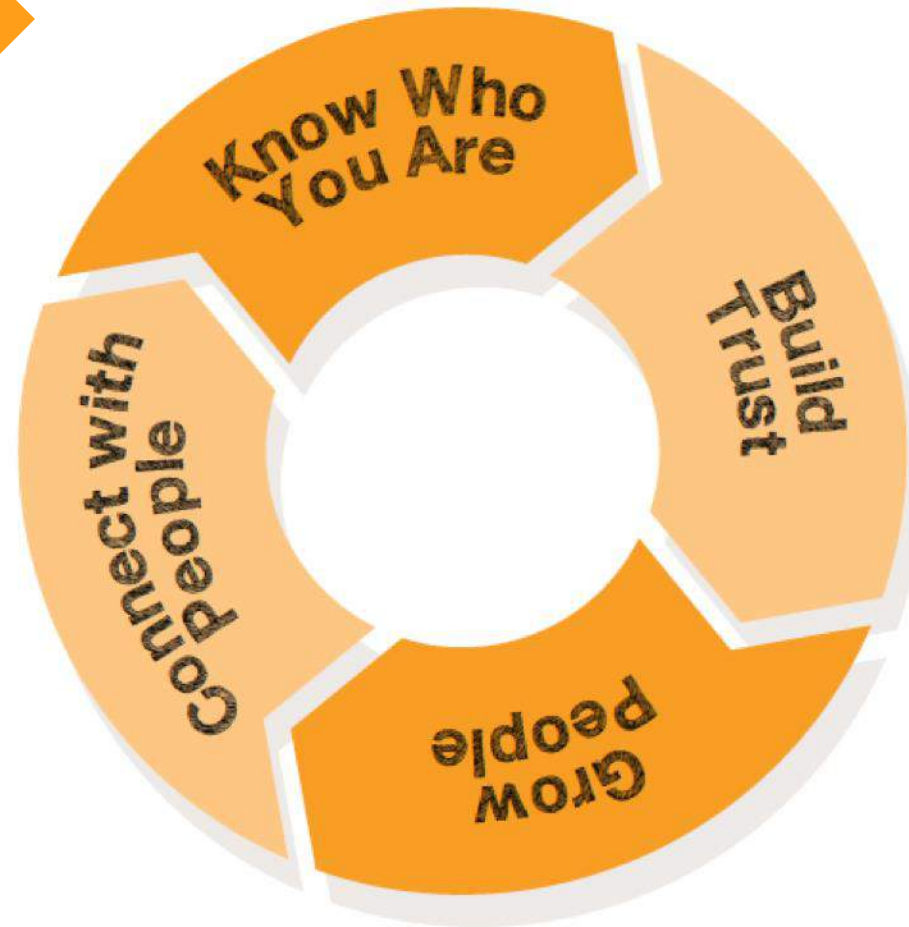 Know Who
You Are
Build
Trust
Grow
People
Connect with
People